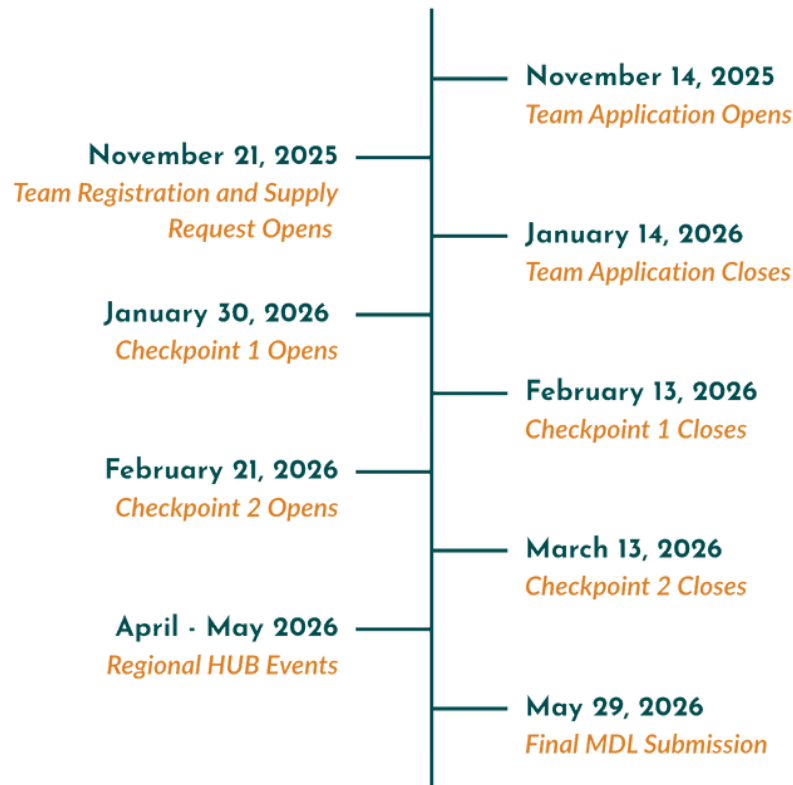 November 14, 2025
Team Application Opens
November 21, 2025
Team Registration and Supply
Request Opens
January 14, 2026
Team Application Closes
January 30, 2026
Checkpoint 1 Opens
February 13, 2026
Checkpoint 1 Closes
February 21, 2026
Checkpoint 2 Opens
March 13, 2026
Checkpoint 2 Closes
April - May 2026
Regional HUB Events
May 29, 2026
Final MDL Submission